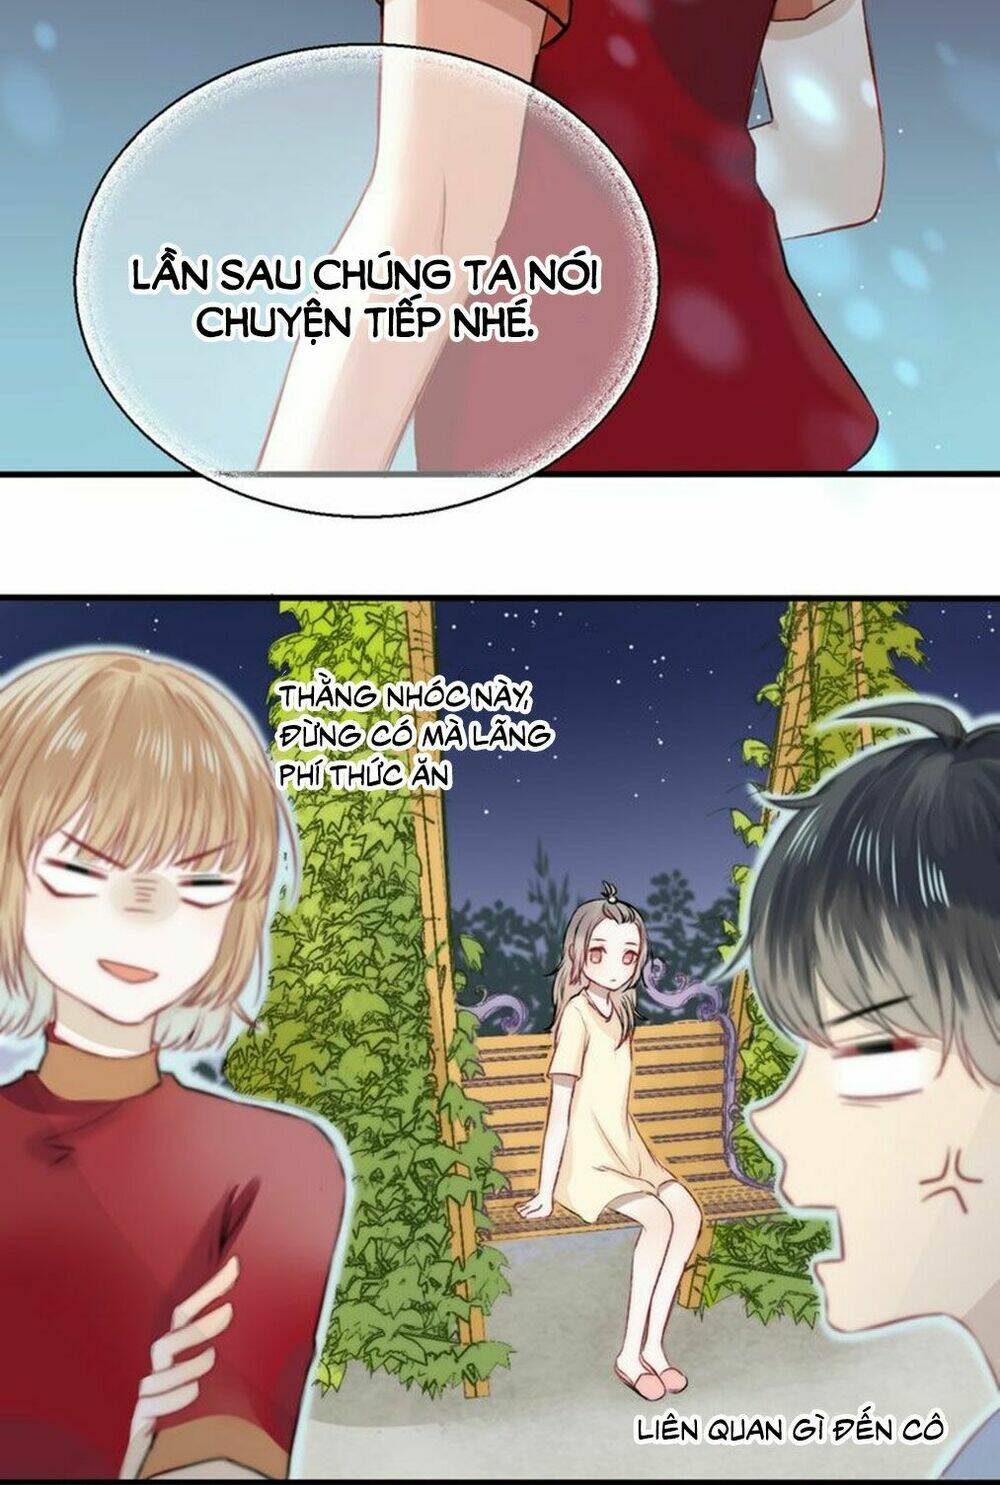 LẦN SAU CHÚNG TA NÓI
CHUYỆN TIẾP NHÉ.
THẰNG NHÓC NÀY,
ĐỪNG CÓ MÀ LÃNG
PHÍ THỨC ĂN
LIÊN QUAN GÌ ĐẾN CÔ